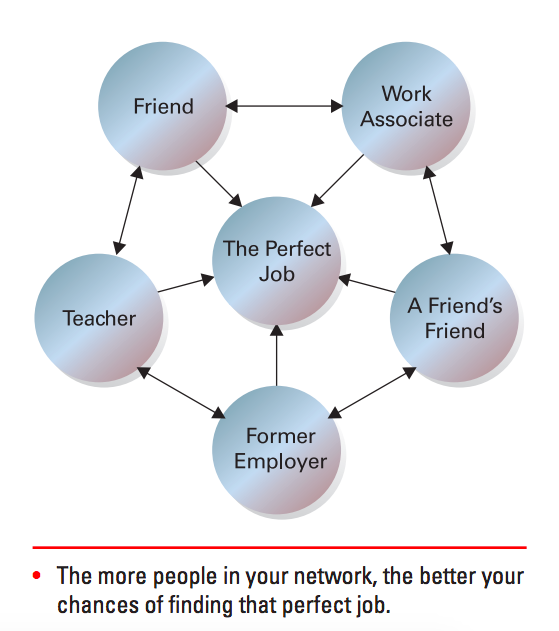 Friend
Work
Associate
The Perfect
Job
Teacher
A Friend's
Friend
Former
Employer
• The more people in your network, the better your
chances of finding that perfect job.